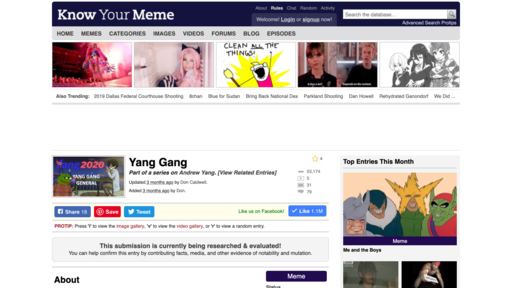 Know Your Meme
About Rules Chat Random Activity
Welcome! Login or signup now!
Search the database...
Advanced Search Protips
HOME MEMES CATEGORIES IMAGES VIDEOS FORUMS BLOG EPISODES
CLEAN ALL THE THINGS!
Also Trending: 2019 Dallas Federal Courthouse Shooting 8chan Blue for Sudan Bring Back National Dex Parkland Shooting Dan Howell Rehydrated Ganondorf We Did ...
Yang 2020
YANG GANG
GENERAL
Yang Gang
4
Part of a series on Andrew Yang. [View Related Entries]
Updated 3 months ago by Don Caldwell.
Added 3 months ago by Don.
55,174
5
31
79
Share 18 Save Tweet
Like us on Facebook! Like 1.1M
PROTIP: Press 'i' to view the image gallery, 'v' to view the video gallery, or 'r' to view a random entry.
This submission is currently being researched & evaluated!
You can help confirm this entry by contributing facts, media, and other evidence of notability and mutation.
About
Meme
Status
Top Entries This Month
Meme
Me and the Boys